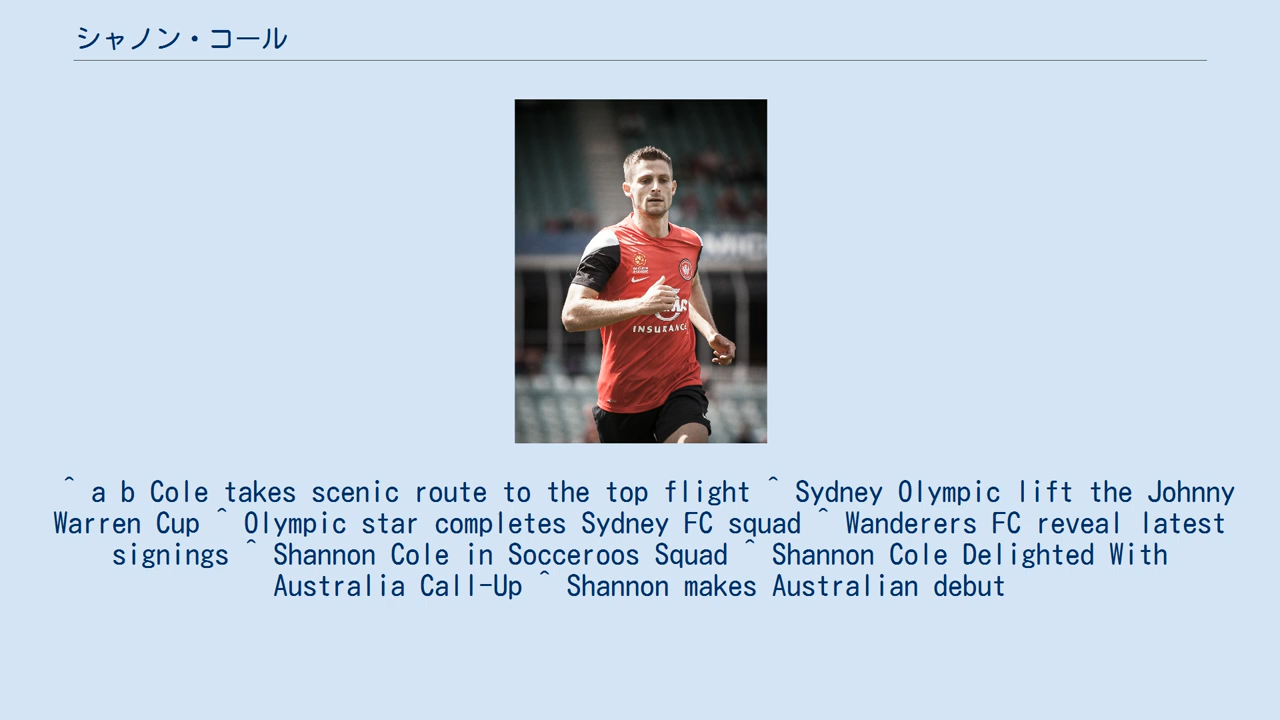 シャノン・コール
MIC
INSURANCE
^ a b Cole takes scenic route to the top flight ^ Sydney Olympic lift the Johnny
Warren Cup ^ Olympic star completes Sydney FC squad ^ Wanderers FC reveal latest
signings ^ Shannon Cole in Socceroos Squad ^ Shannon Cole Delighted With
Australia Call-Up ^ Shannon makes Australian debut